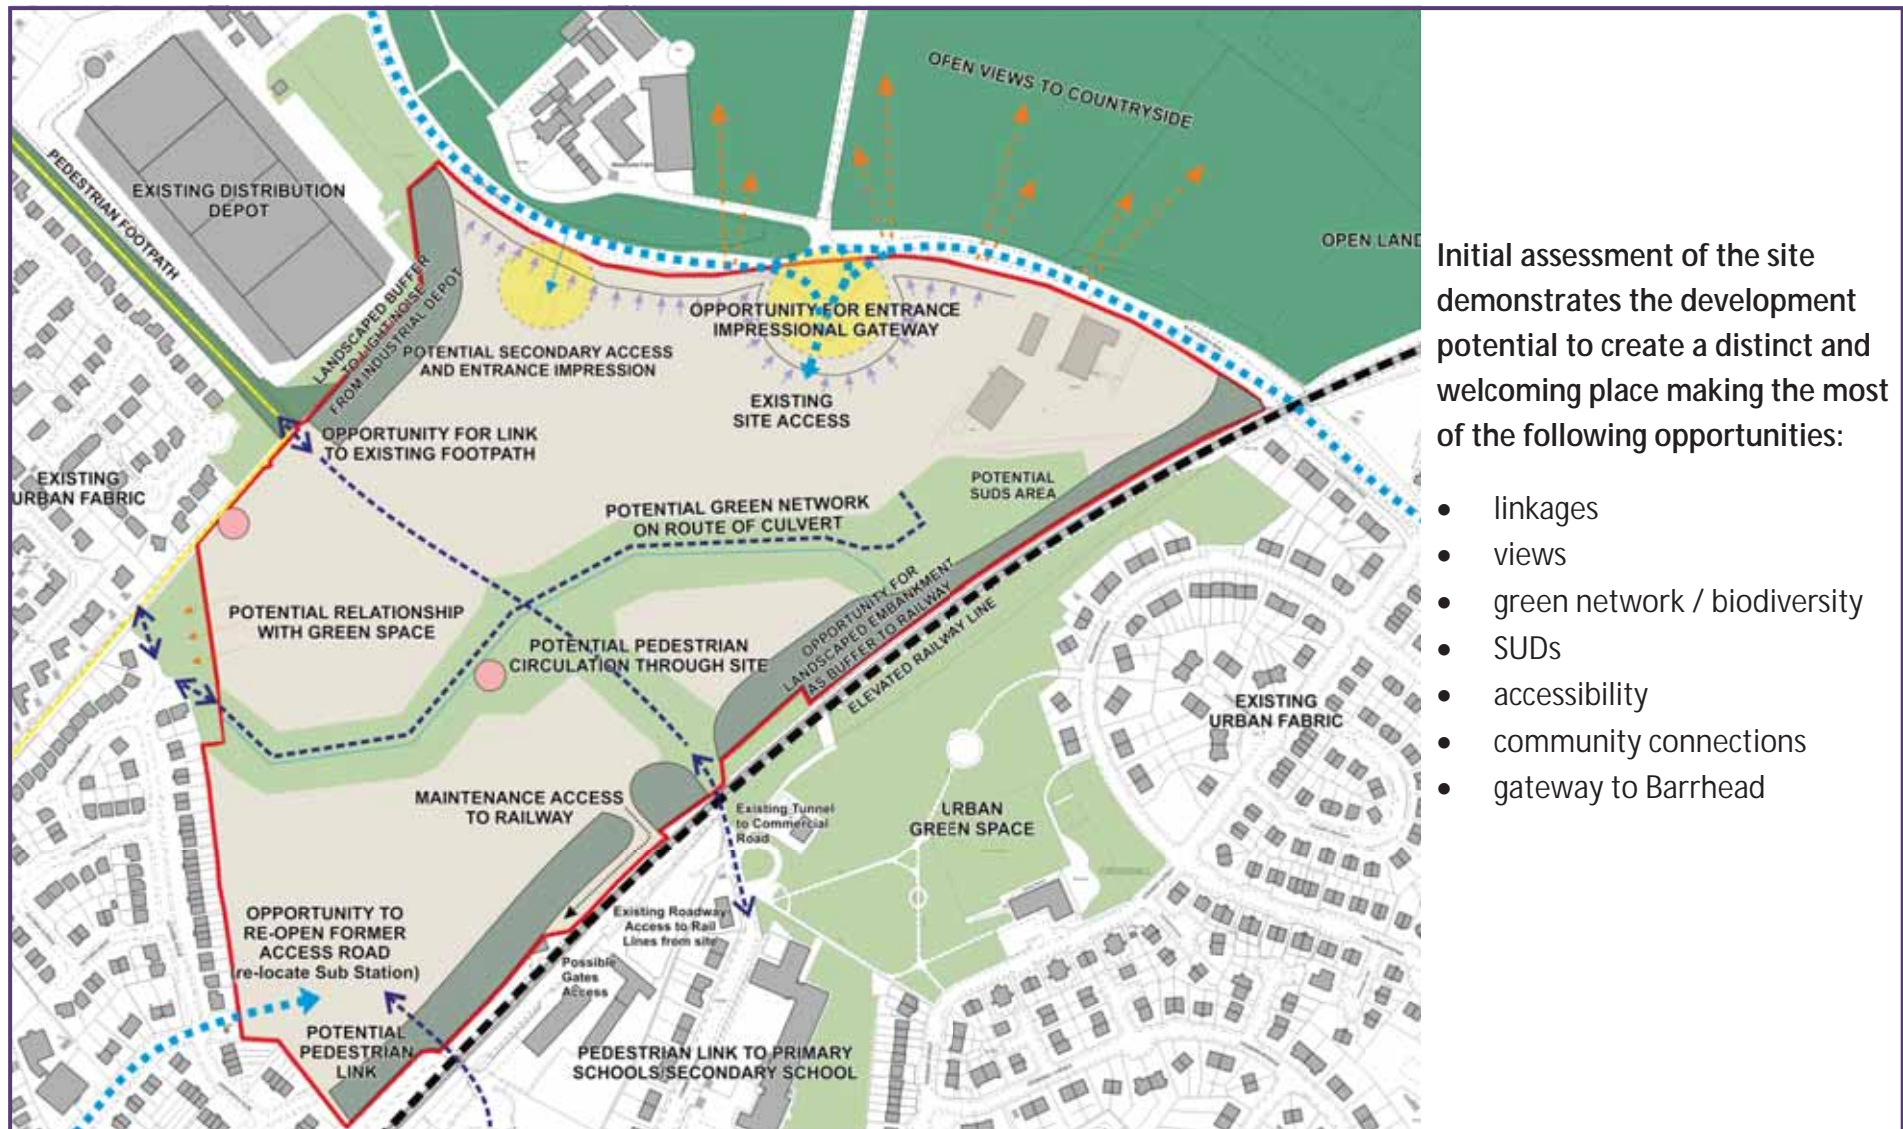 OPEN VIEWS TO COUNTRYSIDE
PEDESTRIAN FOOTPATH
EXISTING DISTRIBUTION
DEPOT
OPEN LAND
LANDSCAPED BUFFER
TO LIGHT/NOISE
FROM INDUSTRIAL DEPOT
OPPORTUNITY FOR ENTRANCE
IMPRESSIONAL GATEWAY
POTENTIAL SECONDARY ACCESS
AND ENTRANCE IMPRESSION
EXISTING
SITE ACCESS
OPPORTUNITY FOR LINK
TO EXISTING FOOTPATH
EXISTING
URBAN FABRIC
POTENTIAL
SUDS AREA
POTENTIAL GREEN NETWORK
ON ROUTE OF CULVERT
OPPORTUNITY FOR
LANDSCAPED EMBANKMENT
AS BUFFER TO RAILWAY
ELEVATED RAILWAY LINE
POTENTIAL RELATIONSHIP
WITH GREEN SPACE
POTENTIAL PEDESTRIAN
CIRCULATION THROUGH SITE
EXISTING
URBAN FABRIC
MAINTENANCE ACCESS
TO RAILWAY
Existing Tunnel
to Commercial
Road
URBAN
GREEN SPACE
OPPORTUNITY TO
RE-OPEN FORMER
ACCESS ROAD
(re-locate Sub Station)
Existing Roadway
Access to Rail
Lines from site
Possible
Gates
Access
POTENTIAL
PEDESTRIAN
LINK
PEDESTRIAN LINK TO PRIMARY
SCHOOLS/SECONDARY SCHOOL
Initial assessment of the site
demonstrates the development
potential to create a distinct and
welcoming place making the most
of the following opportunities:
• linkages
• views
• green network / biodiversity
• SUDs
• accessibility
• community connections
• gateway to Barrhead